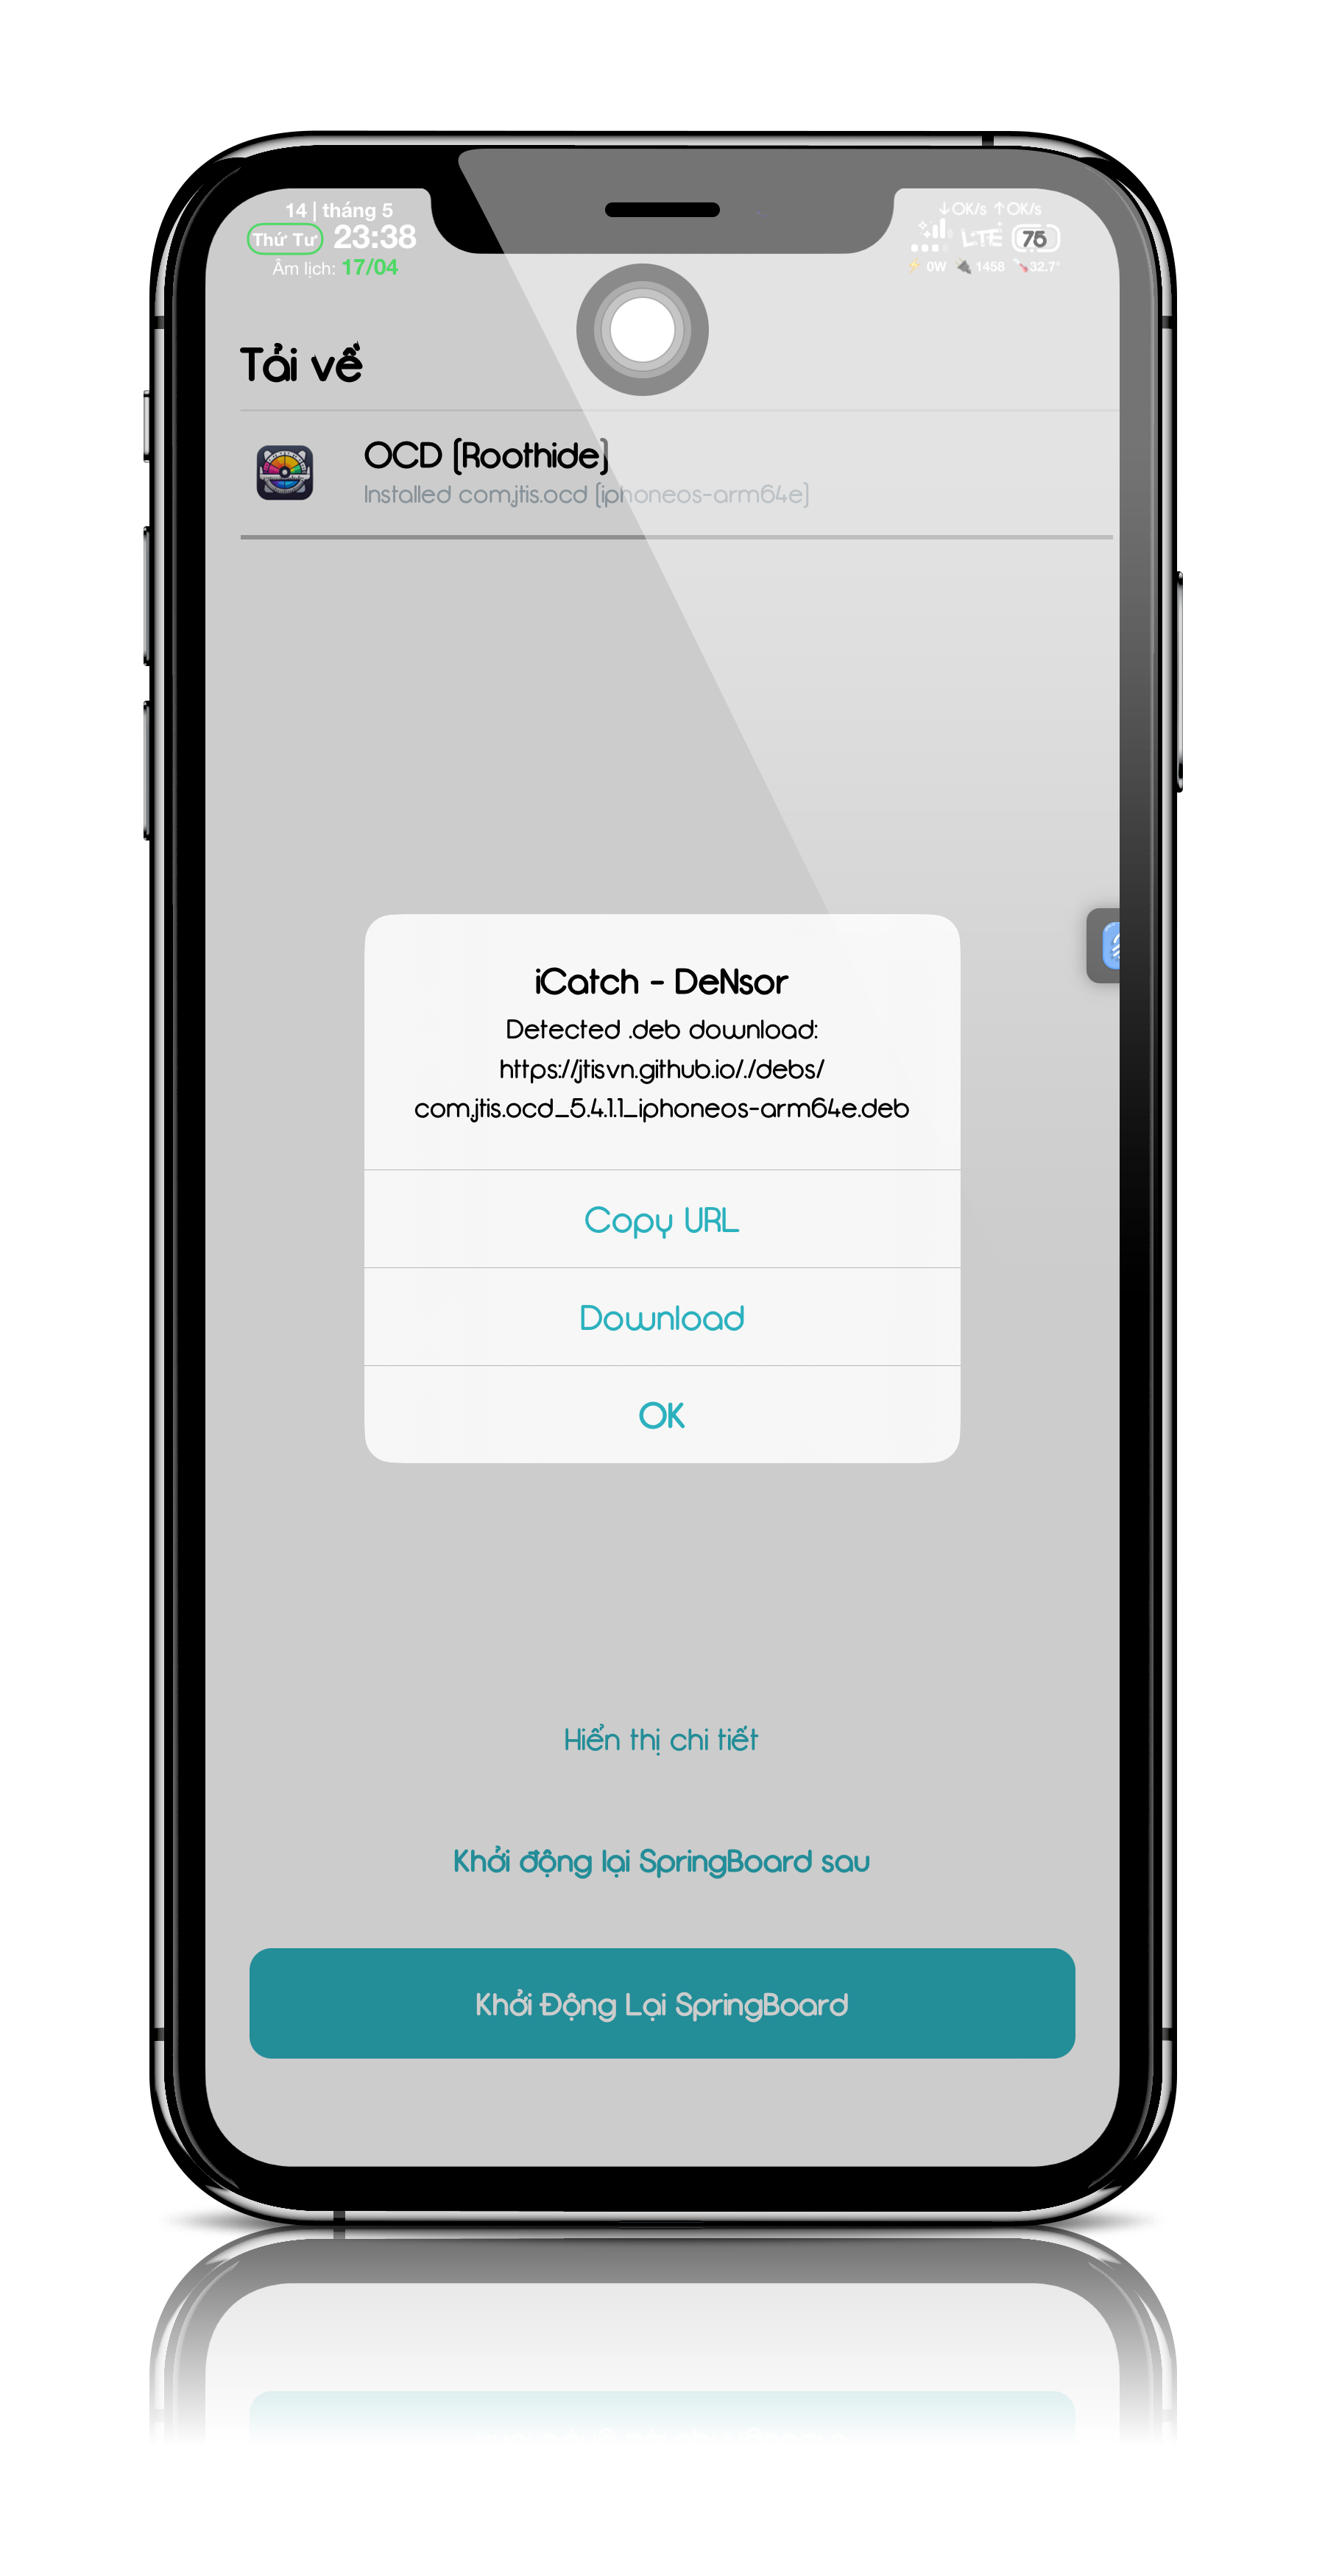 14 | tháng 5
Thứ Tư 23:38
Âm lịch: 17/04
↓0K/s ↑0K/s
LTE 75
0W 1458 32.7°
Tải về
OCD (Roothide)
Installed com.jtis.ocd (iphoneos-arm64e)
iCatch - DeNsor
Detected .deb download:
https://jtisvn.github.io/./debs/
com.jtis.ocd_5.4.1.1_iphoneos-arm64e.deb
Copy URL
Download
OK
Hiển thị chi tiết
Khởi động lại SpringBoard sau
Khởi Động Lại SpringBoard